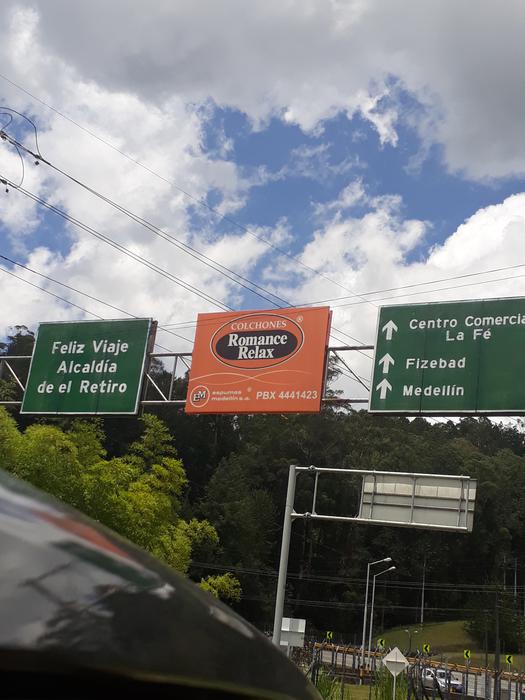 Feliz Viaje
Alcaldía
de el Retiro
COLCHONES ®
Romance
Relax
EM espumas
medellín s.a.
PBX 4441423
Centro Comercia
La Fé
Fizebad
Medellín